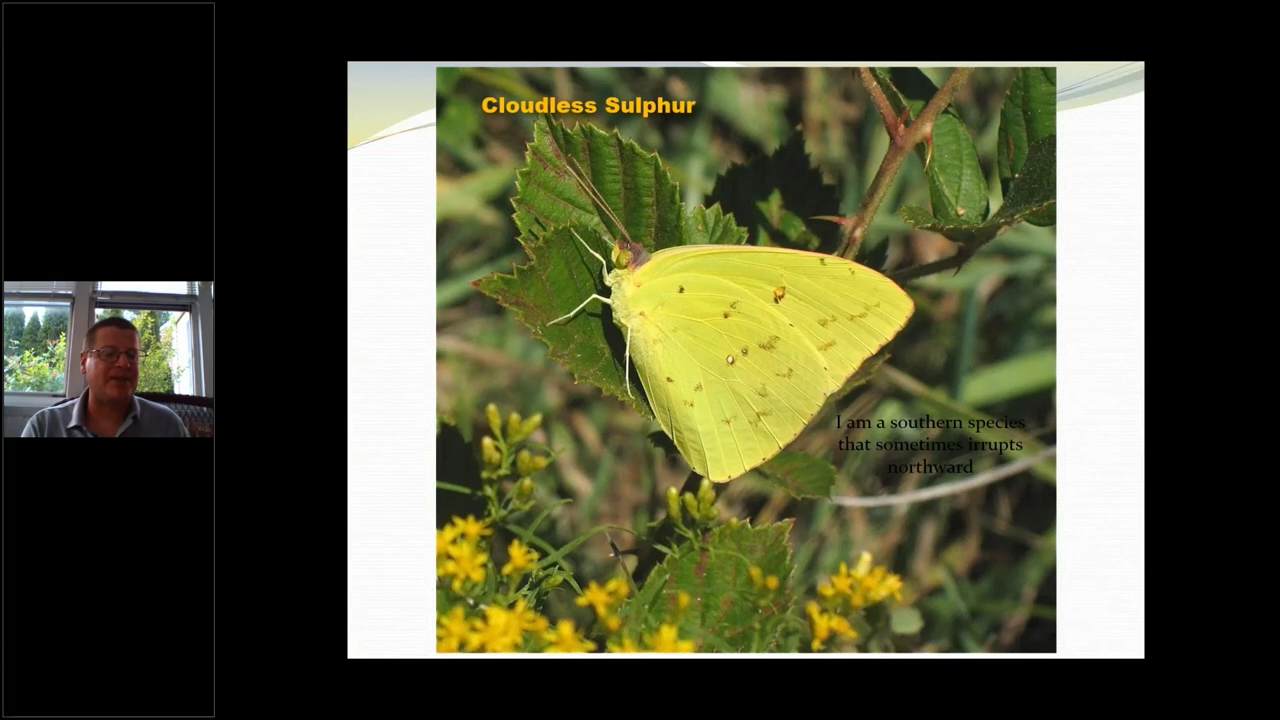 Cloudless Sulphur
I am a southern species
that sometimes irrupts
northward